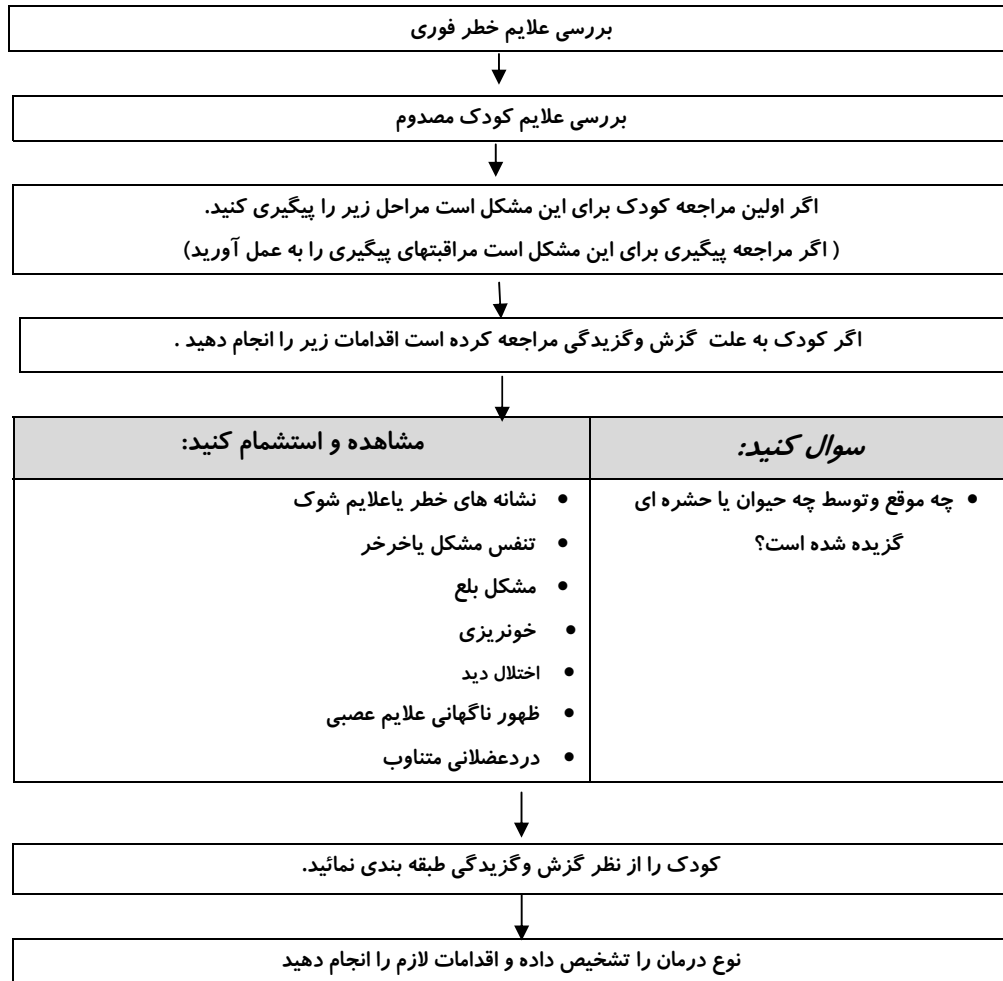 بررسی علایم خطر فوری
بررسی علایم کودک مصدوم
اگر اولین مراجعه کودک برای این مشکل است مراحل زیر را پیگیری کنید.
( اگر مراجعه پیگیری برای این مشکل است مراقبتهای پیگیری را به عمل آورید)
اگر کودک به علت گزش وگزیدگی مراجعه کرده است اقدامات زیر را انجام دهید .
سوال کنید:
• چه موقع وتوسط چه حیوان یا حشره ای
گزیده شده است؟
مشاهده و استشمام کنید:
• نشانه های خطر یاعلایم شوک
• تنفس مشکل یاخرخر
• مشکل بلع
• خونریزی
• اختلال دید
• ظهور ناگهانی علایم عصبی
• دردعضلانی متناوب
کودک را از نظر گزش وگزیدگی طبقه بندی نمائید.
نوع درمان را تشخیص داده و اقدامات لازم را انجام دهید